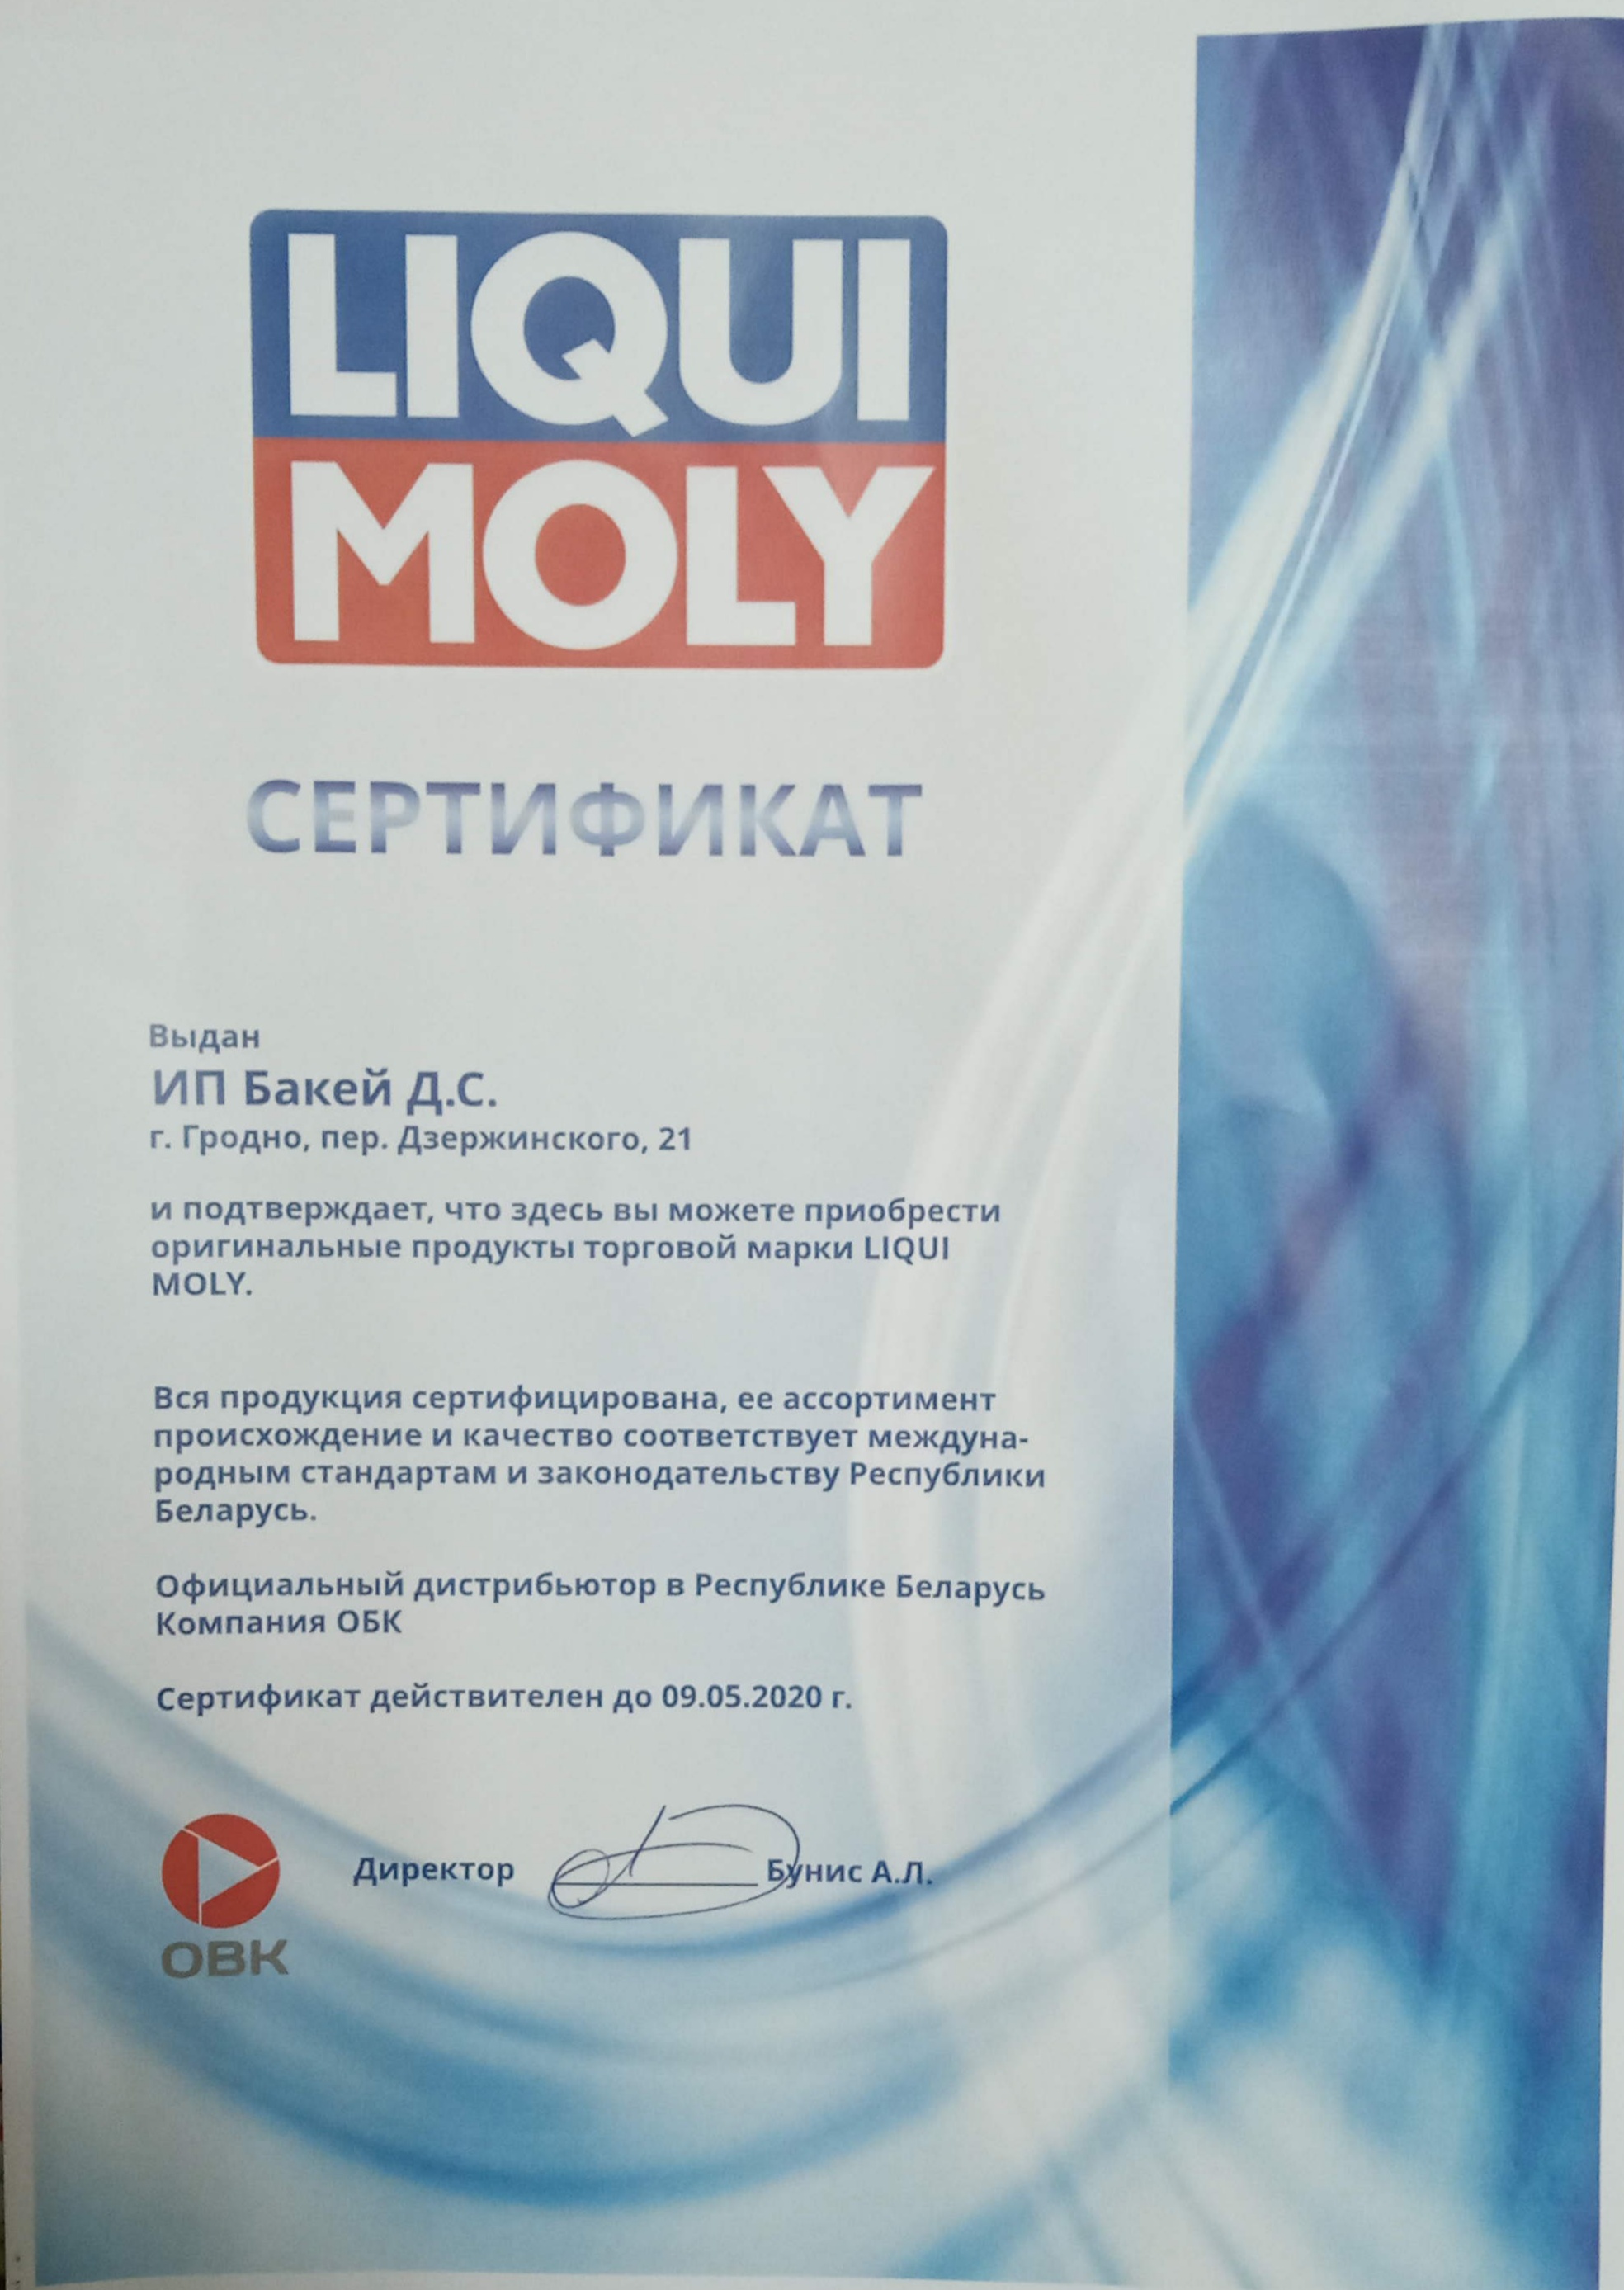 LIQUI
MOLY
СЕРТИФИКАТ
Выдан
ИП Бакей Д.С.
г. Гродно, пер. Дзержинского, 21
и подтверждает, что здесь вы можете приобрести
оригинальные продукты торговой марки LIQUI
MOLY.
Вся продукция сертифицирована, ее ассортимент
происхождение и качество соответствует междуна-
родным стандартам и законодательству Республики
Беларусь.
Официальный дистрибьютор в Республике Беларусь
Компания ОБК
Сертификат действителен до 09.05.2020 г.
Директор Бунис А.Л.
ОВК